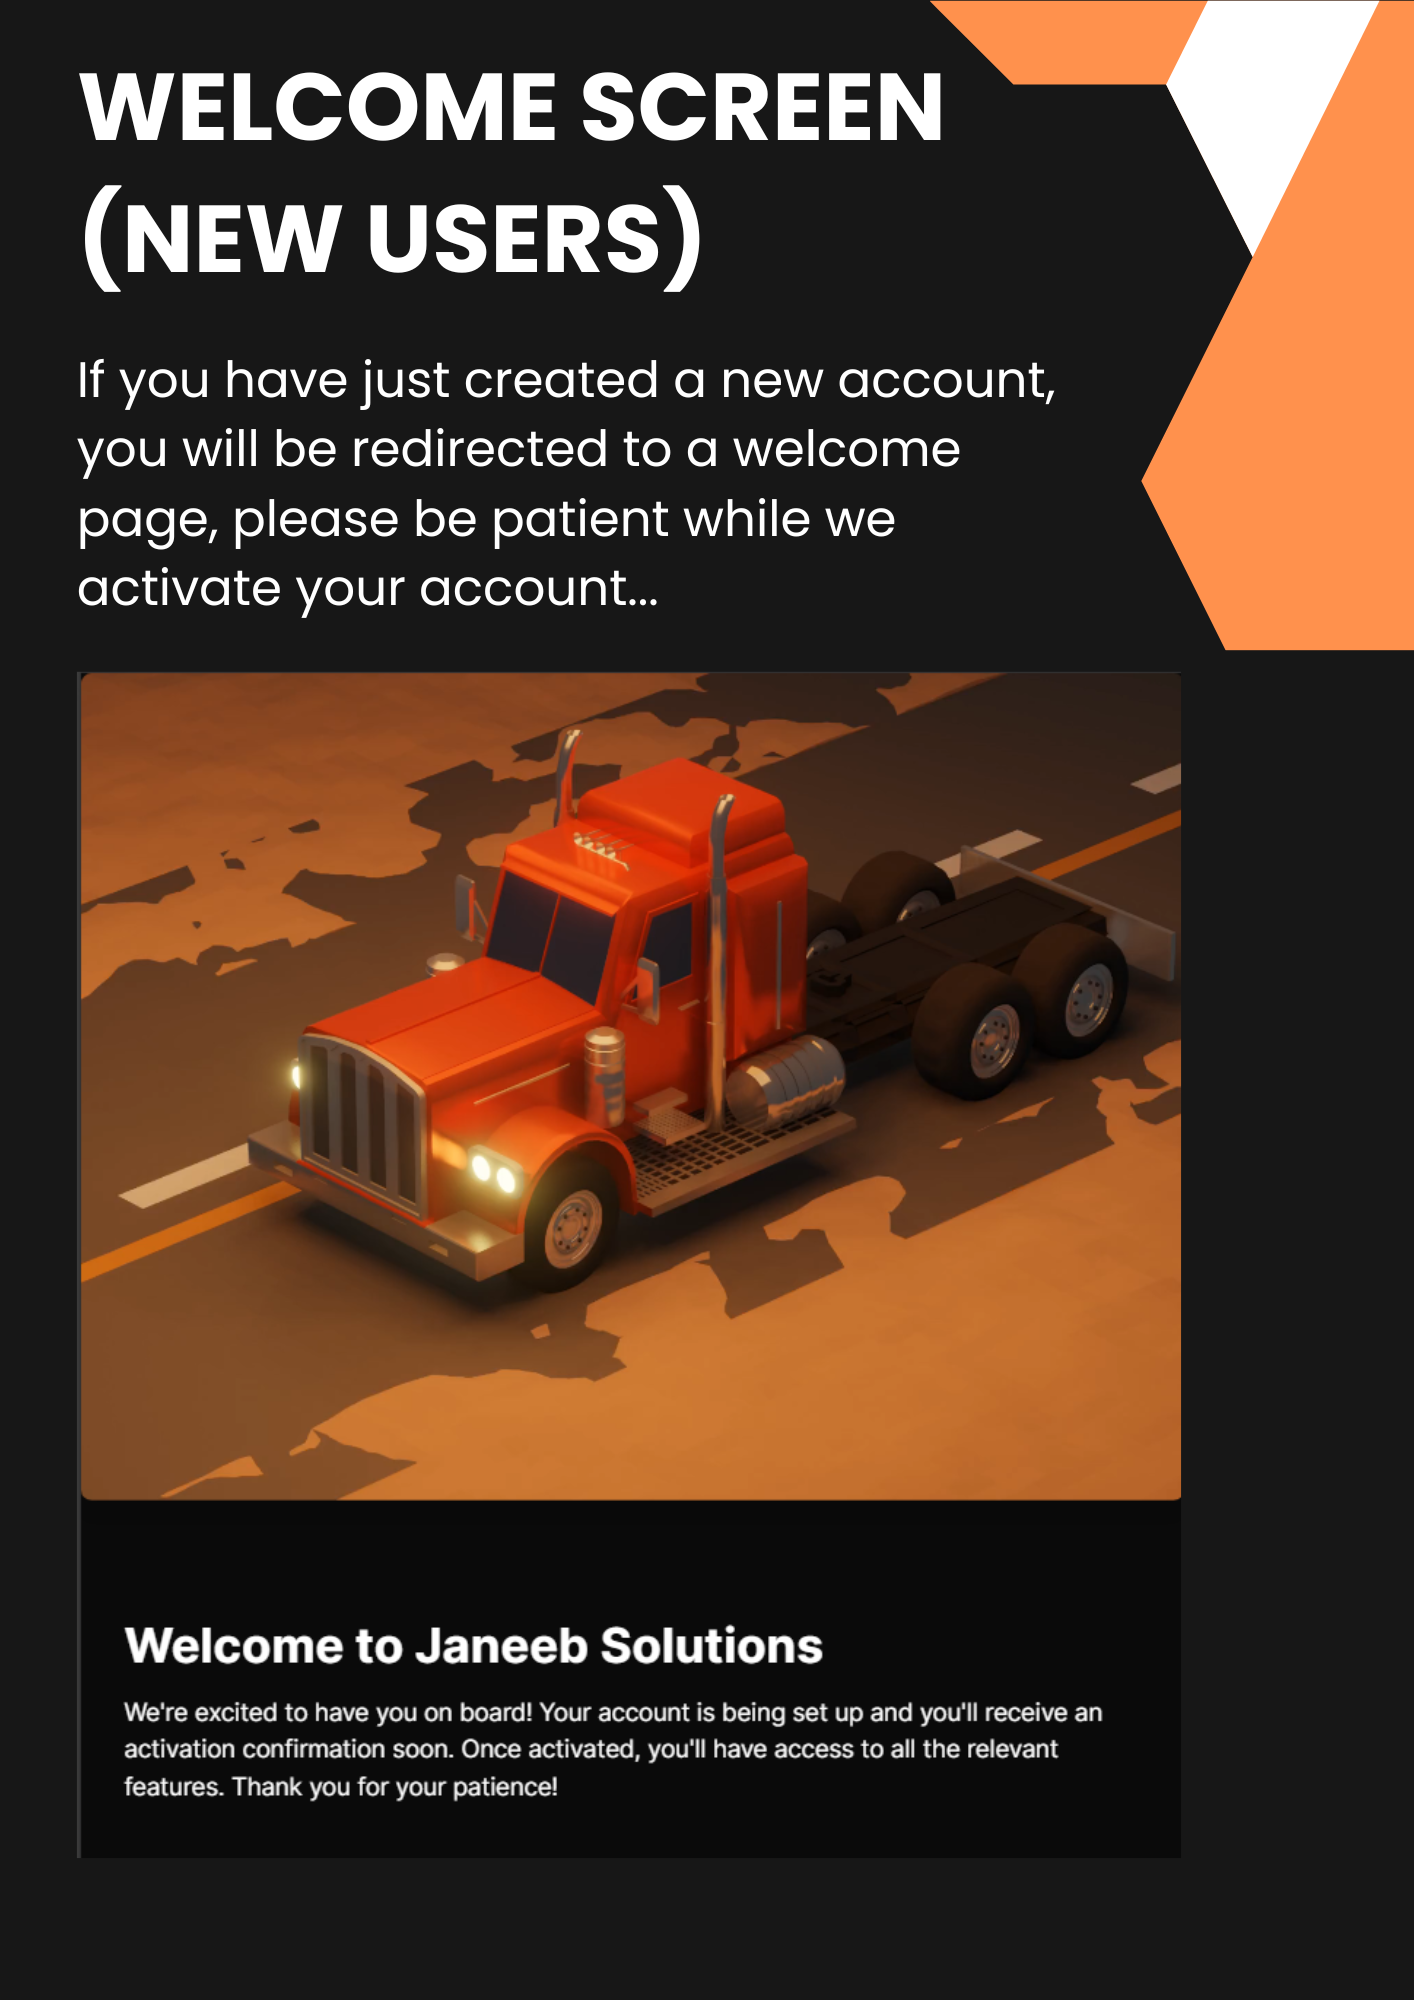 WELCOME SCREEN
(NEW USERS)
If you have just created a new account,
you will be redirected to a welcome
page, please be patient while we
activate your account...
Welcome to Janeeb Solutions
We're excited to have you on board! Your account is being set up and you'll receive an
activation confirmation soon. Once activated, you'll have access to all the relevant
features. Thank you for your patience!